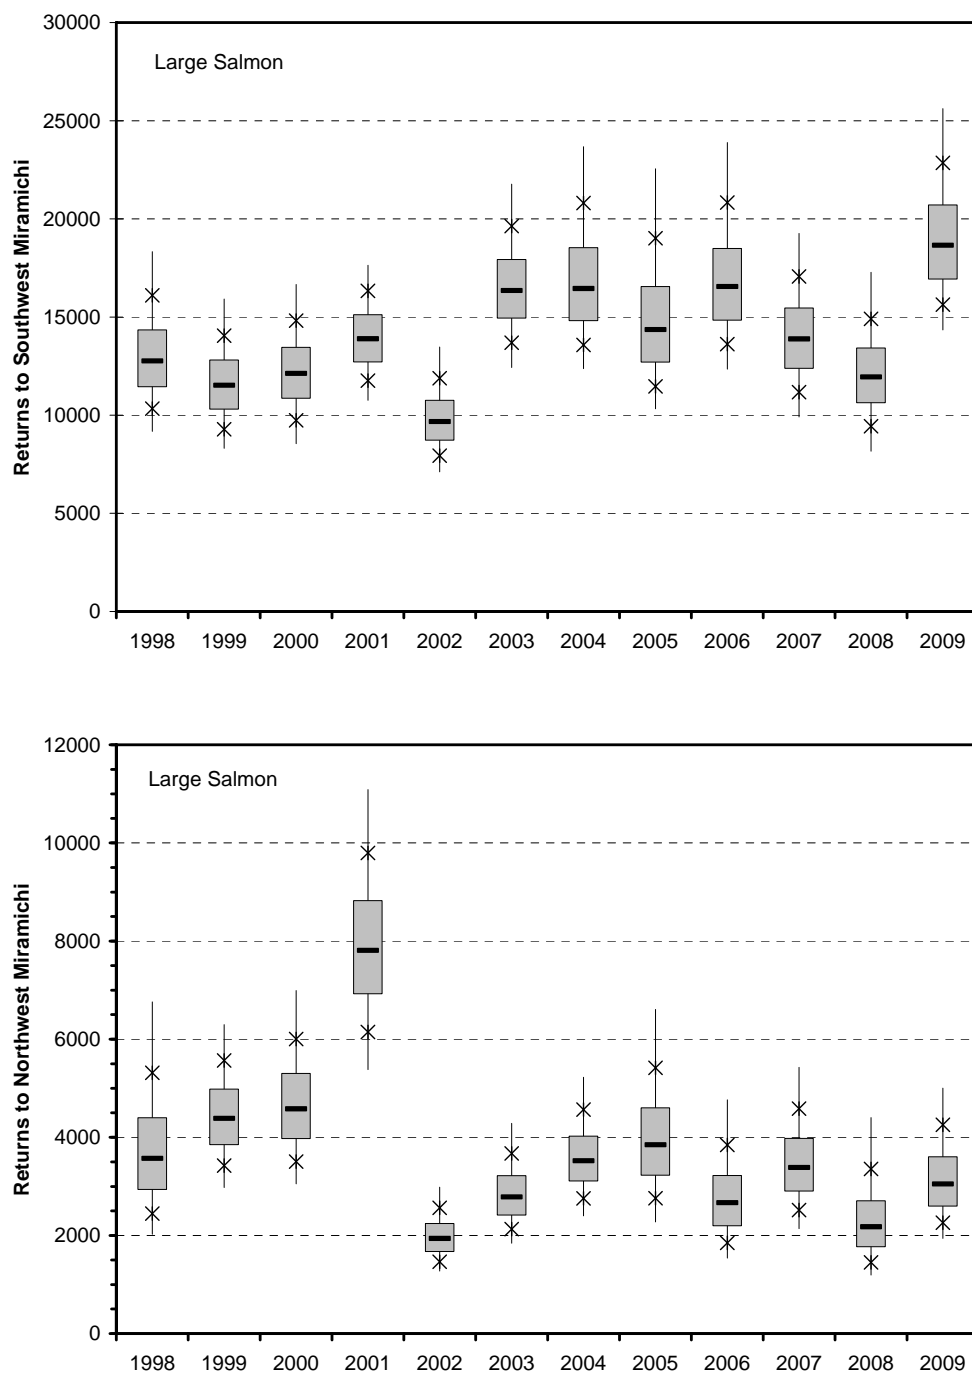 30000
Large Salmon
25000
20000
15000
10000
5000
0
Returns to Southwest Miramichi
1998 1999 2000 2001 2002 2003 2004 2005 2006 2007 2008 2009
12000
Large Salmon
10000
8000
6000
4000
2000
0
Returns to Northwest Miramichi
1998 1999 2000 2001 2002 2003 2004 2005 2006 2007 2008 2009